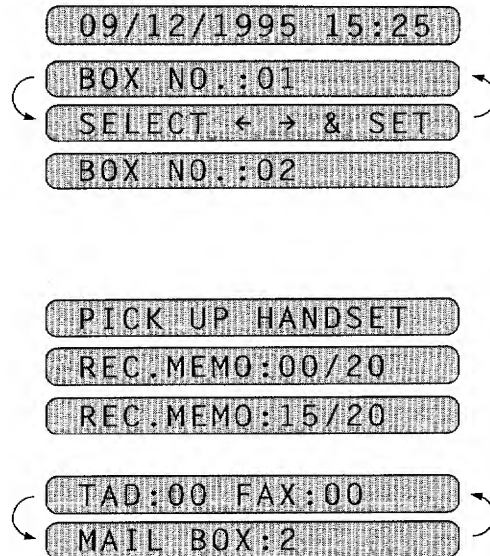 09/12/1995 15:25
BOX NO.:01
SELECT ← → & SET
BOX NO.:02
PICK UP HANDSET
REC.MEMO:00/20
REC.MEMO:15/20
TAD:00 FAX:00
MAIL BOX:2